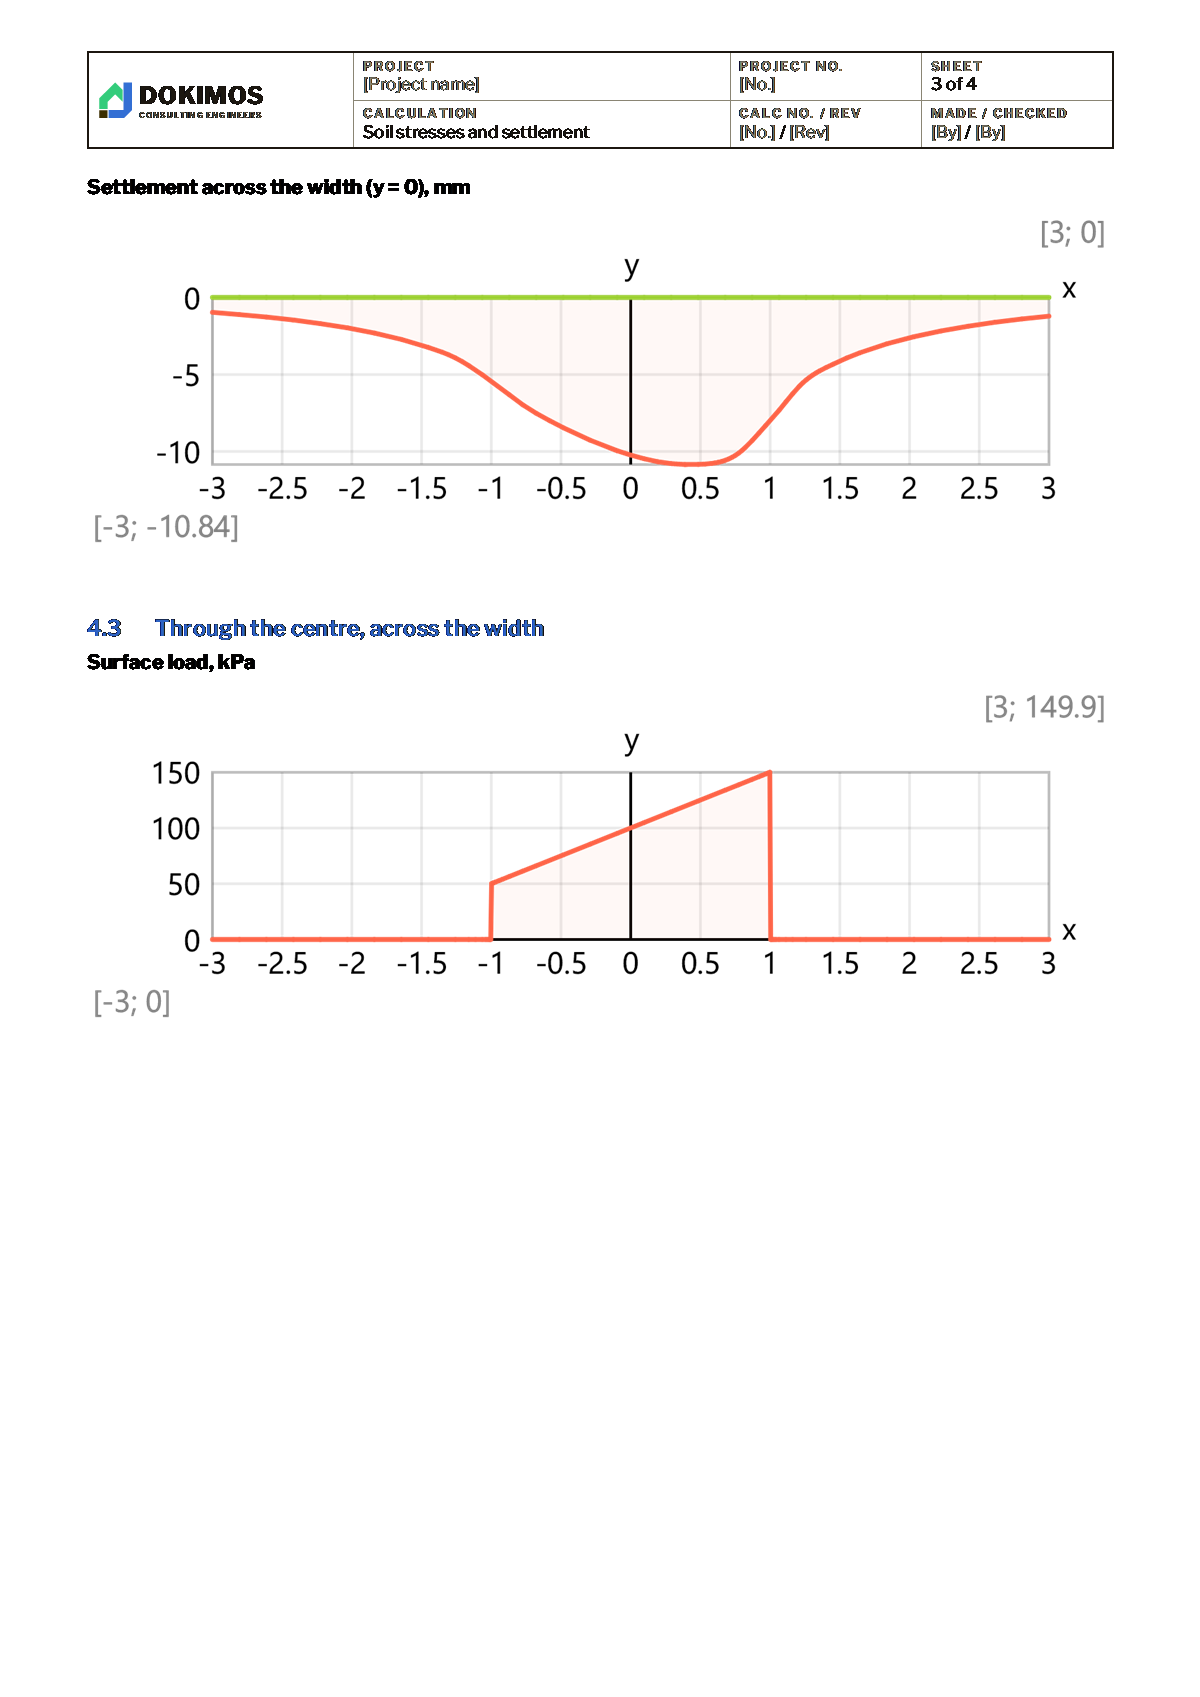 DOKIMOS
CONSULTING ENGINEERS
PROJECT
[Project name]
PROJECT NO.
[No.]
SHEET
3 of 4
CALCULATION
Soil stresses and settlement
CALC NO. / REV
[No.] / [Rev]
MADE / CHECKED
[By] / [By]
Settlement across the width (y = 0), mm
[3; 0]
y
x
0
-5
-10
-3 -2.5 -2 -1.5 -1 -0.5 0 0.5 1 1.5 2 2.5 3
[-3; -10.84]
4.3 Through the centre, across the width
Surface load, kPa
[3; 149.9]
y
150
100
50
0
x
-3 -2.5 -2 -1.5 -1 -0.5 0 0.5 1 1.5 2 2.5 3
[-3; 0]